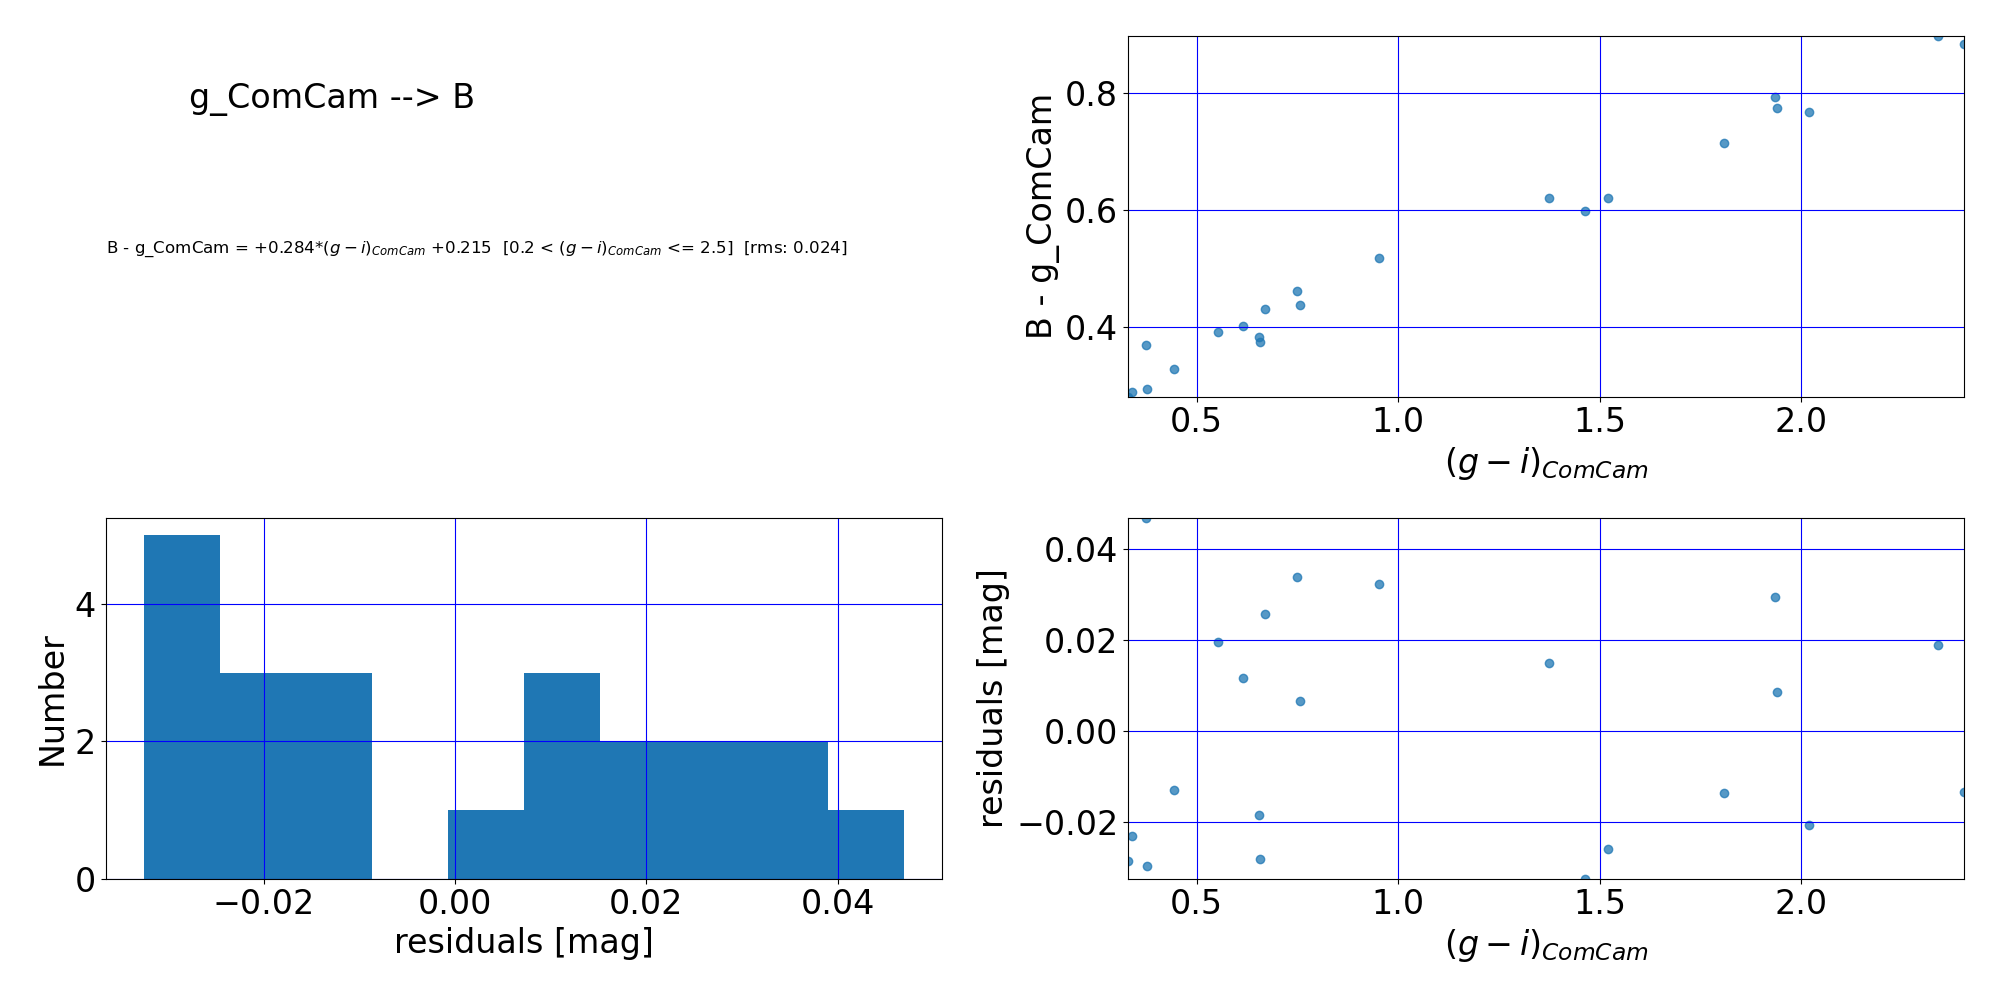 g_ComCam --> B
B - g_ComCam = +0.284*(g − i)ComCam +0.215 [0.2 < (g − i)ComCam <= 2.5] [rms: 0.024]
B - g_ComCam
0.8
0.6
0.4
0.5 1.0 1.5 2.0
(g − i)ComCam
Number
4
2
0
−0.02 0.00 0.02 0.04
residuals [mag]
residuals [mag]
0.04
0.02
0.00
−0.02
0.5 1.0 1.5 2.0
(g − i)ComCam